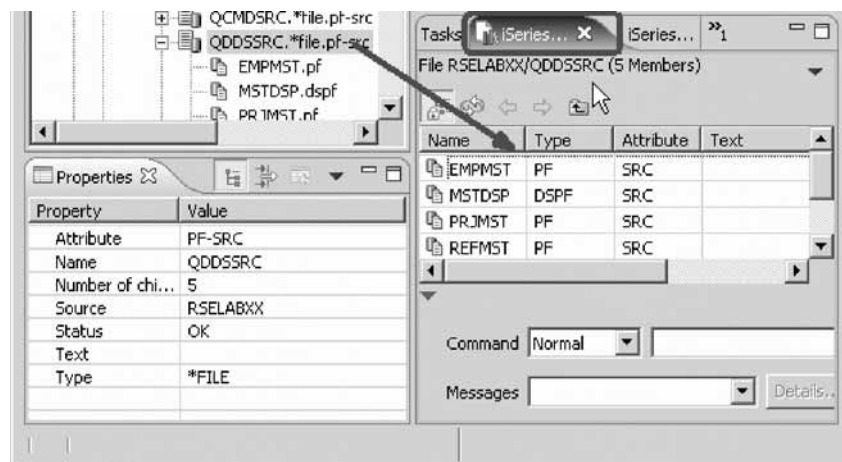 QCMDSRC.*file.pf-src
QDDSSRC.*file.pf-src
EMPMST.pf
MSTDSP.dspf
PRJMST.pf
Tasks iSeries... iSeries... »1
File RSELABXX/QDDSSRC (5 Members)
Name Type Attribute Text
EMPMST PF SRC
MSTDSP DSPF SRC
PRJMST PF SRC
REFMST PF SRC
Properties
Property Value
Attribute PF-SRC
Name QDDSSRC
Number of chi... 5
Source RSELABXX
Status OK
Text
Type *FILE
Command Normal
Messages Details..